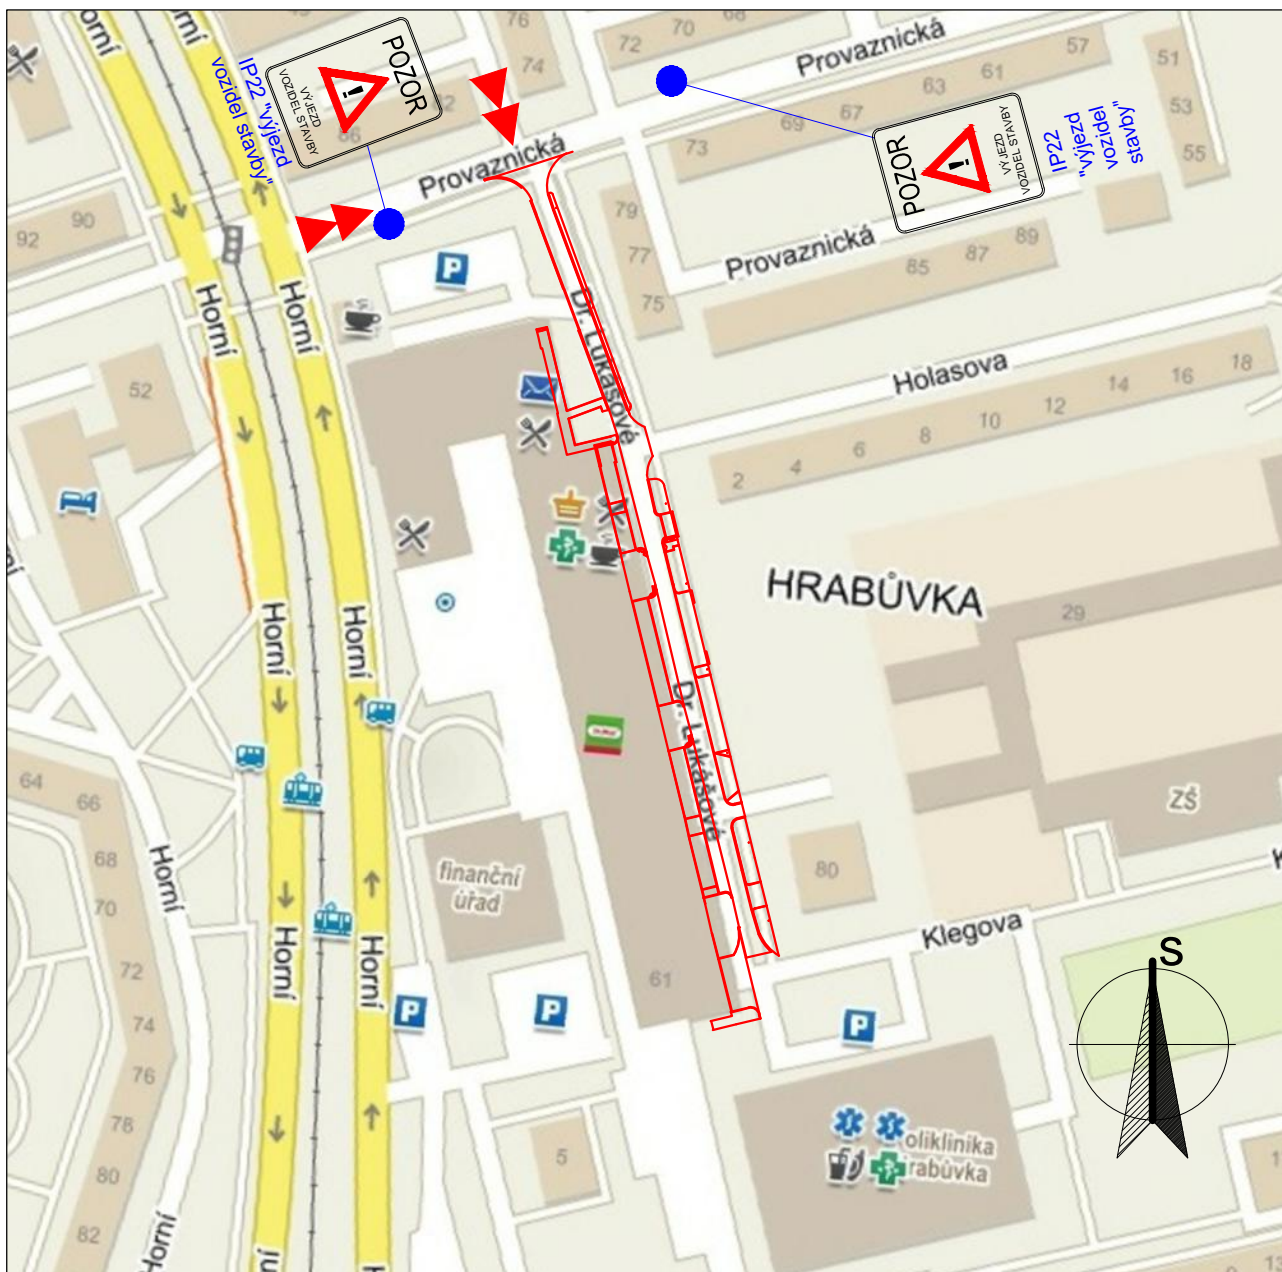 orní
rní
76
74
72
70
68
Provaznická
57
51
53
55
POZOR
VÝJEZD
VOZIDEL STAVBY
IP22 "výjezd
vozidel stavby"
62
66
63
61
67
69
73
POZOR
VÝJEZD
VOZIDEL STAVBY
IP22
"výjezd
vozidel
stavby"
Provaznická
90
92
79
77
75
Provaznická
85
87
89
P
Horní
Horní
Dr. Lukášové
Holasova
52
2
4
6
8
10
12
14
16
18
HRABŮVKA
29
Horní
Horní
Dr. Lukášové
64
66
68
70
72
74
76
78
80
82
Horní
ZŠ
80
finanční
úřad
Klegova
K
Horní
Horní
61
P
P
P
S
5
oliklinika
rabůvka
Horní